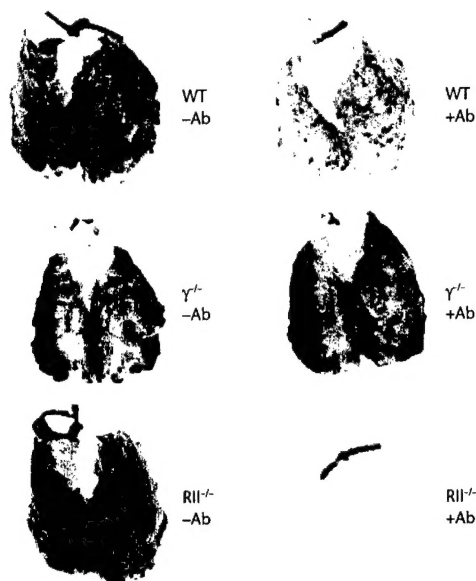 WT
–Ab
WT
+Ab
γ⁻/⁻
–Ab
γ⁻/⁻
+Ab
RII⁻/⁻
–Ab
RII⁻/⁻
+Ab